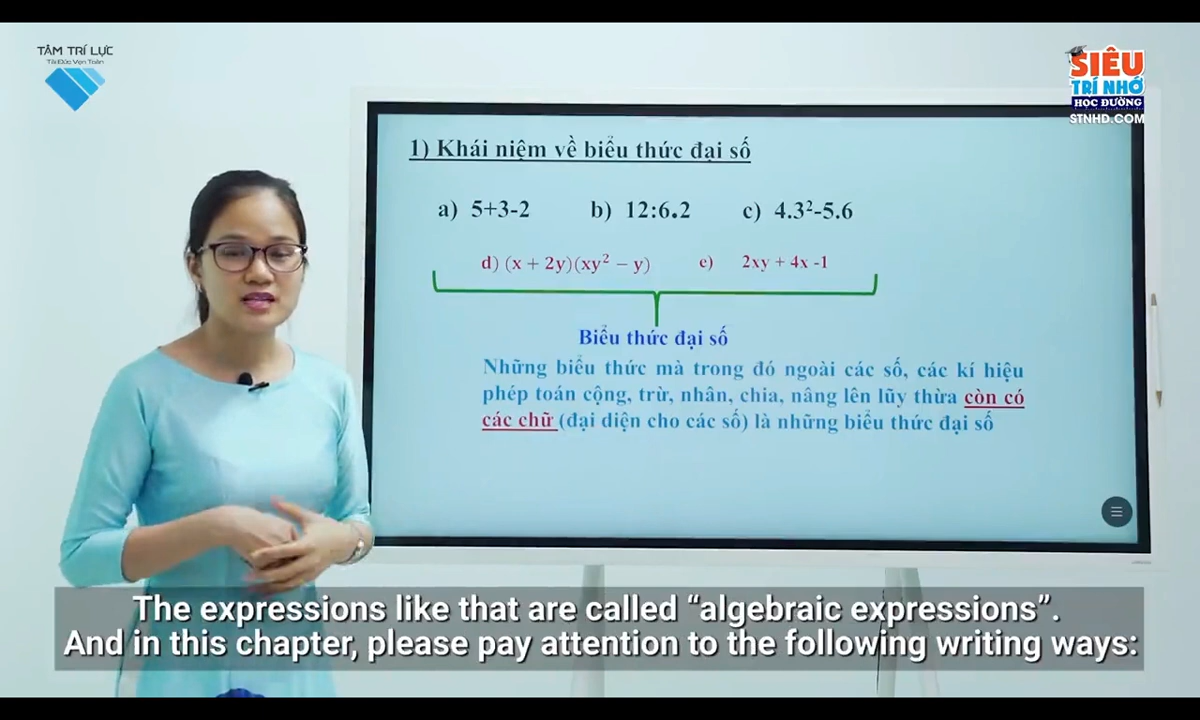 TÂM TRÍ LỰC
Tài Đức Vẹn Toàn
SIÊU
TRÍ NHỚ
HỌC ĐƯỜNG
STNHD.COM
1) Khái niệm về biểu thức đại số
a) 5+3-2 b) 12:6.2 c) 4.3²-5.6
d) (x + 2y)(xy² − y) e) 2xy + 4x -1
Biểu thức đại số
Những biểu thức mà trong đó ngoài các số, các kí hiệu
phép toán cộng, trừ, nhân, chia, nâng lên lũy thừa còn có
các chữ (đại diện cho các số) là những biểu thức đại số
The expressions like that are called “algebraic expressions”.
And in this chapter, please pay attention to the following writing ways: